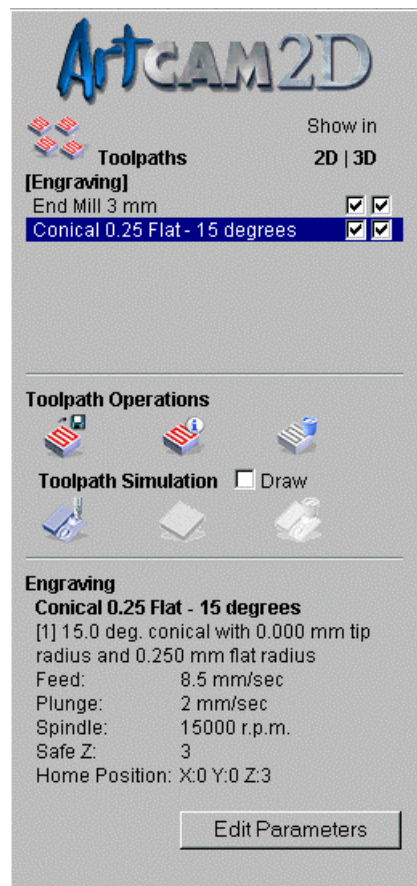 ArtCAM2D
Show in
Toolpaths 2D | 3D
[Engraving]
End Mill 3 mm
Conical 0.25 Flat - 15 degrees
Toolpath Operations
Toolpath Simulation Draw
Engraving
Conical 0.25 Flat - 15 degrees
[1] 15.0 deg. conical with 0.000 mm tip
radius and 0.250 mm flat radius
Feed: 8.5 mm/sec
Plunge: 2 mm/sec
Spindle: 15000 r.p.m.
Safe Z: 3
Home Position: X:0 Y:0 Z:3
Edit Parameters